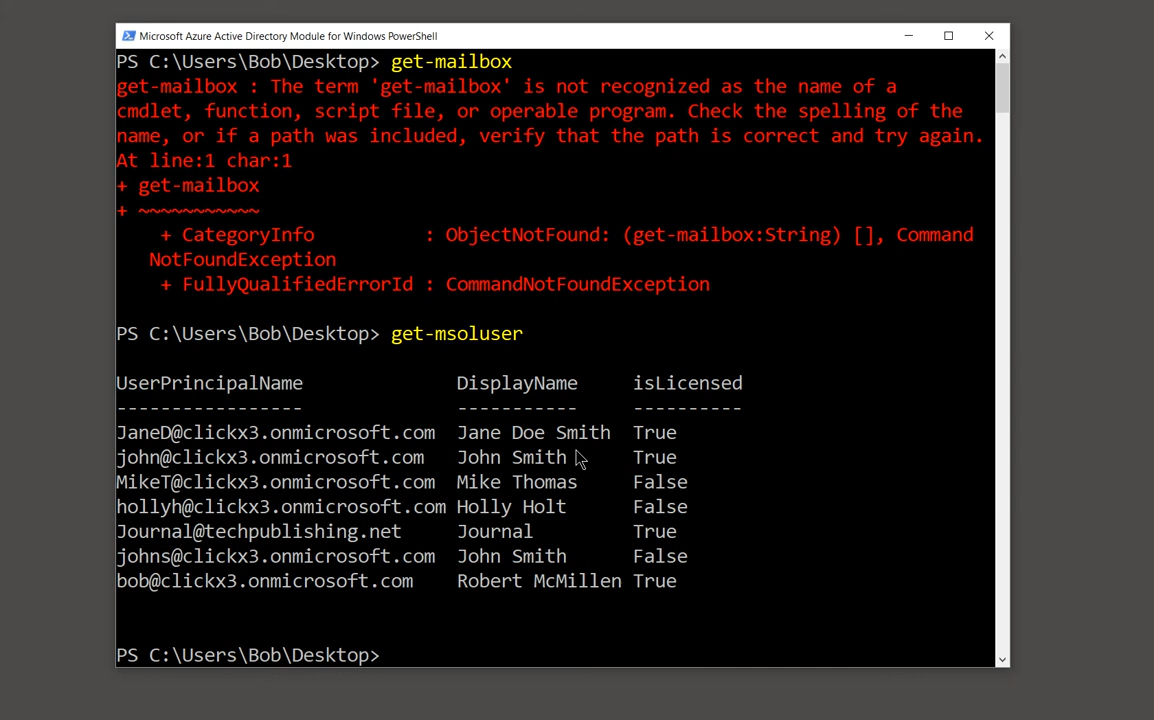 Microsoft Azure Active Directory Module for Windows PowerShell
PS C:\Users\Bob\Desktop> get-mailbox
get-mailbox : The term 'get-mailbox' is not recognized as the name of a
cmdlet, function, script file, or operable program. Check the spelling of the
name, or if a path was included, verify that the path is correct and try again.
At line:1 char:1
+ get-mailbox
+ ~~~~~~~~~~~
+ CategoryInfo : ObjectNotFound: (get-mailbox:String) [], Command
NotFoundException
+ FullyQualifiedErrorId : CommandNotFoundException
PS C:\Users\Bob\Desktop> get-msoluser
UserPrincipalName DisplayName isLicensed
----------------- ----------- ----------
JaneD@clickx3.onmicrosoft.com Jane Doe Smith True
john@clickx3.onmicrosoft.com John Smith True
MikeT@clickx3.onmicrosoft.com Mike Thomas False
hollyh@clickx3.onmicrosoft.com Holly Holt False
Journal@techpublishing.net Journal True
johns@clickx3.onmicrosoft.com John Smith False
bob@clickx3.onmicrosoft.com Robert McMillen True
PS C:\Users\Bob\Desktop>